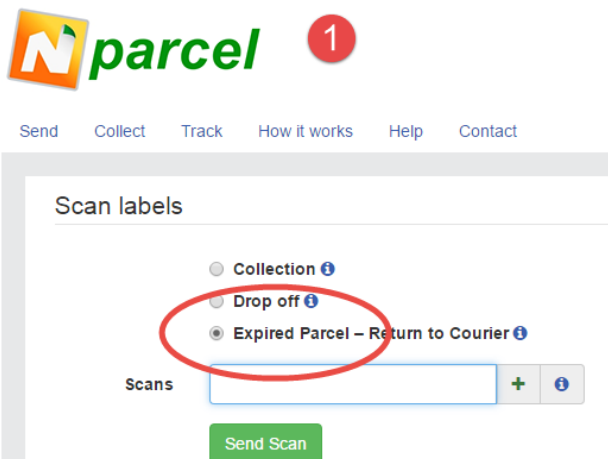 N parcel 1
Send Collect Track How it works Help Contact
Scan labels
Collection
Drop off
Expired Parcel – Return to Courier
Scans +
Send Scan